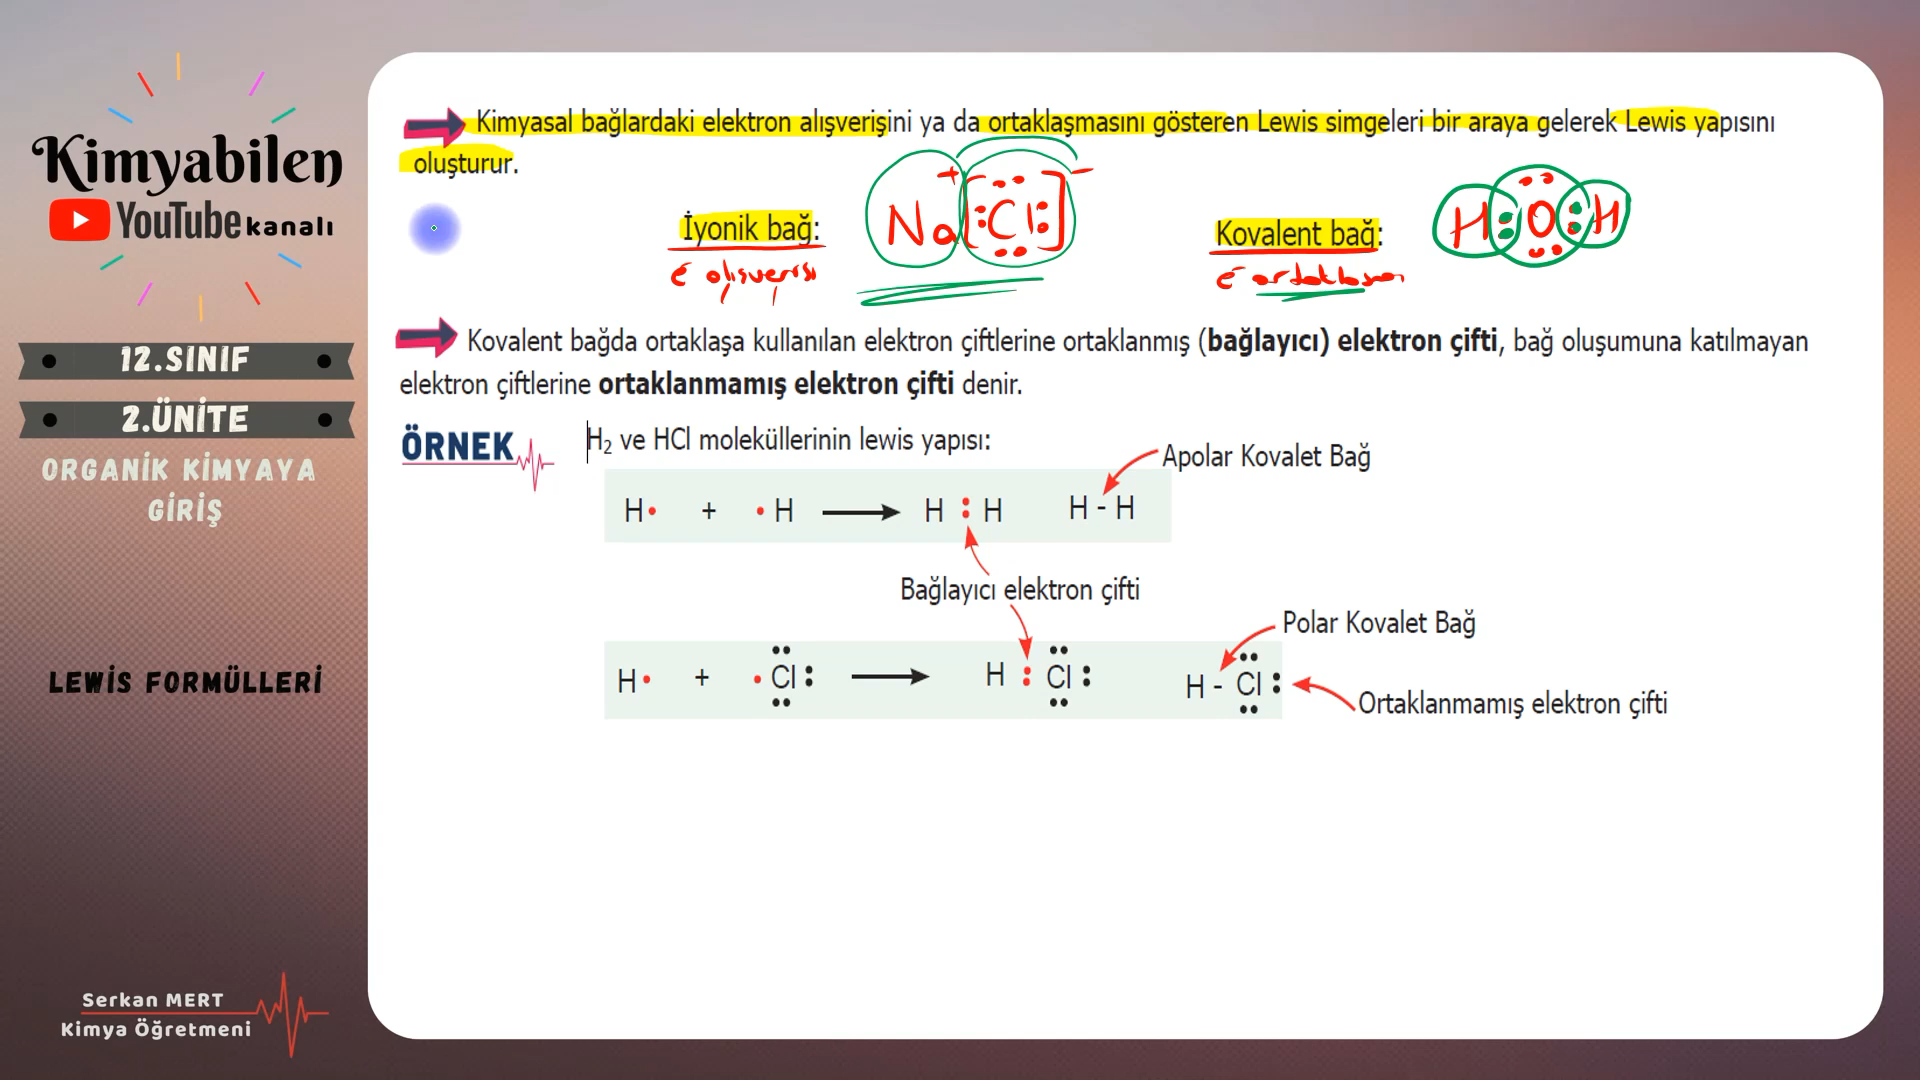 Kimyabilen
YouTube kanalı
12.SINIF
2.ÜNİTE
ORGANİK KİMYAYA
GİRİŞ
LEWİS FORMÜLLERİ
Serkan MERT
Kimya Öğretmeni
Kimyasal bağlardaki elektron alışverişini ya da ortaklaşmasını gösteren Lewis simgeleri bir araya gelerek Lewis yapısını
oluşturur.
İyonik bağ: Na+ [Cl]-
e- alışverişi
Kovalent bağ: H O H
e- ortaklaşması
Kovalent bağda ortaklaşa kullanılan elektron çiftlerine ortaklanmış (bağlayıcı) elektron çifti, bağ oluşumuna katılmayan
elektron çiftlerine ortaklanmamış elektron çifti denir.
ÖRNEK
H₂ ve HCl moleküllerinin lewis yapısı:
Apolar Kovalet Bağ
H• + •H → H : H H - H
Bağlayıcı elektron çifti
Polar Kovalet Bağ
H• + •Cl: → H : Cl: H - Cl:
Ortaklanmamış elektron çifti